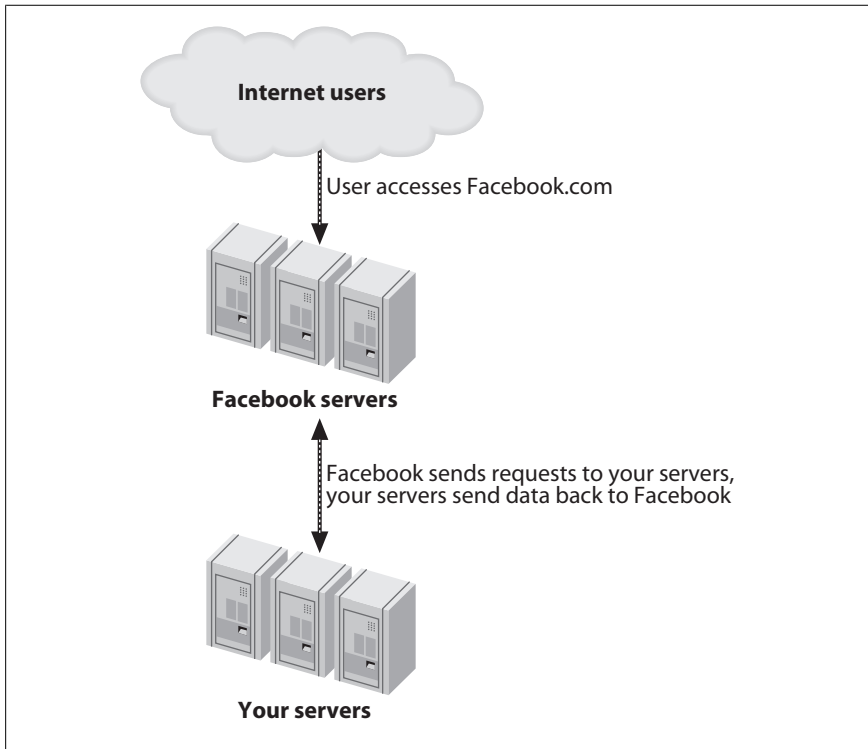 Internet users
User accesses Facebook.com
Facebook servers
Facebook sends requests to your servers,
your servers send data back to Facebook
Your servers